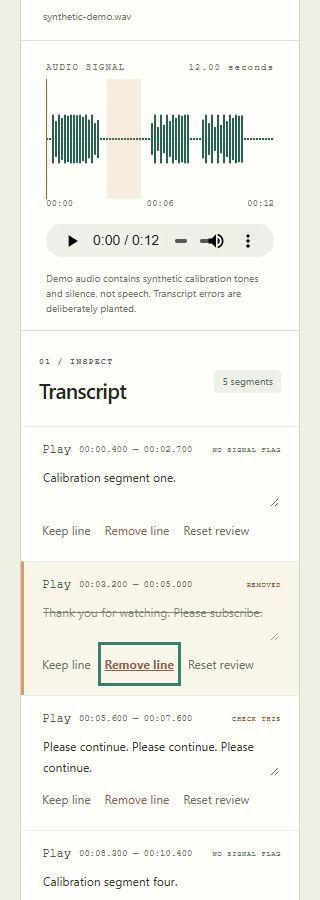 synthetic-demo.wav
AUDIO SIGNAL 12.00 seconds
00:00 00:06 00:12
0:00 / 0:12
Demo audio contains synthetic calibration tones
and silence, not speech. Transcript errors are
deliberately planted.
01 / INSPECT
Transcript 5 segments
Play 00:00.400 — 00:02.700 NO SIGNAL FLAG
Calibration segment one.
Keep line Remove line Reset review
Play 00:03.200 — 00:05.000 REMOVED
Thank you for watching. Please subscribe.
Keep line Remove line Reset review
Play 00:05.600 — 00:07.600 CHECK THIS
Please continue. Please continue. Please
continue.
Keep line Remove line Reset review
Play 00:08.300 — 00:10.400 NO SIGNAL FLAG
Calibration segment four.